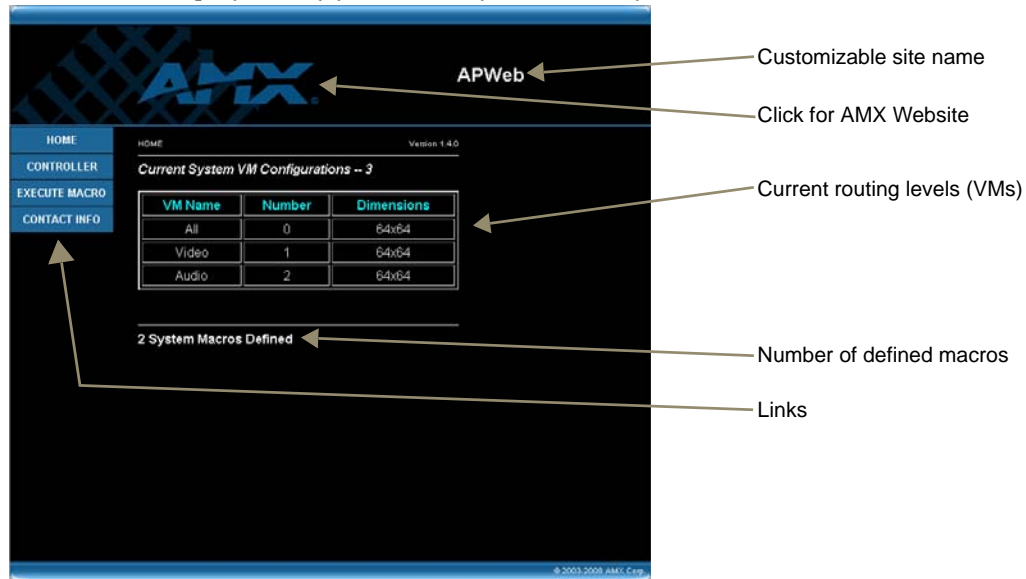 AMX
APWeb
Customizable site name
Click for AMX Website
HOME
CONTROLLER
EXECUTE MACRO
CONTACT INFO
HOME Version 1.4.0
Current System VM Configurations -- 3
VM Name Number Dimensions
All 0 64x64
Video 1 64x64
Audio 2 64x64
Current routing levels (VMs)
2 System Macros Defined
Number of defined macros
Links
© 2003-2008 AMX Corp.